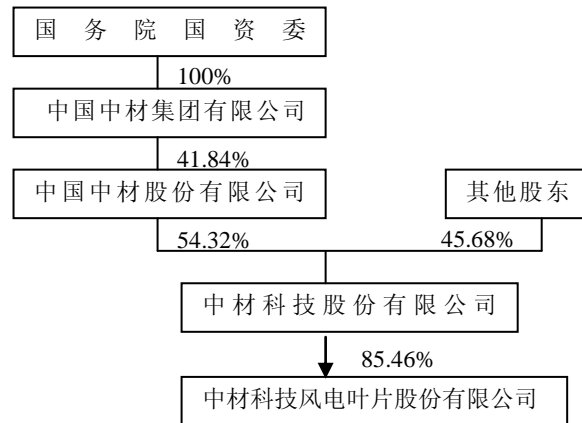 国务院国资委
100%
中国中材集团有限公司
41.84%
中国中材股份有限公司
其他股东
54.32%
45.68%
中材科技股份有限公司
85.46%
中材科技风电叶片股份有限公司